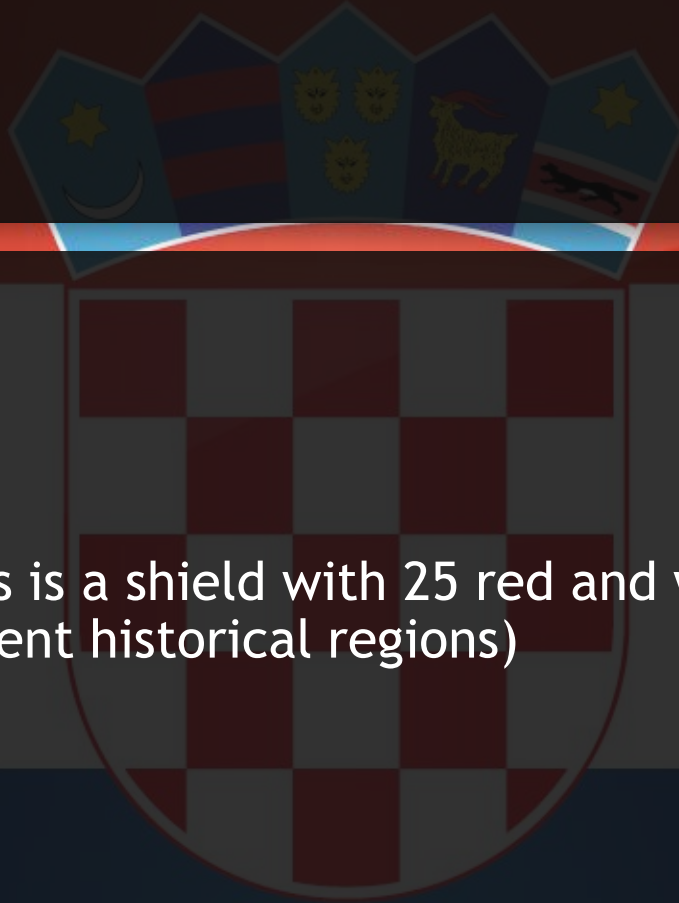 s is a shield with 25 red and
ent historical regions)